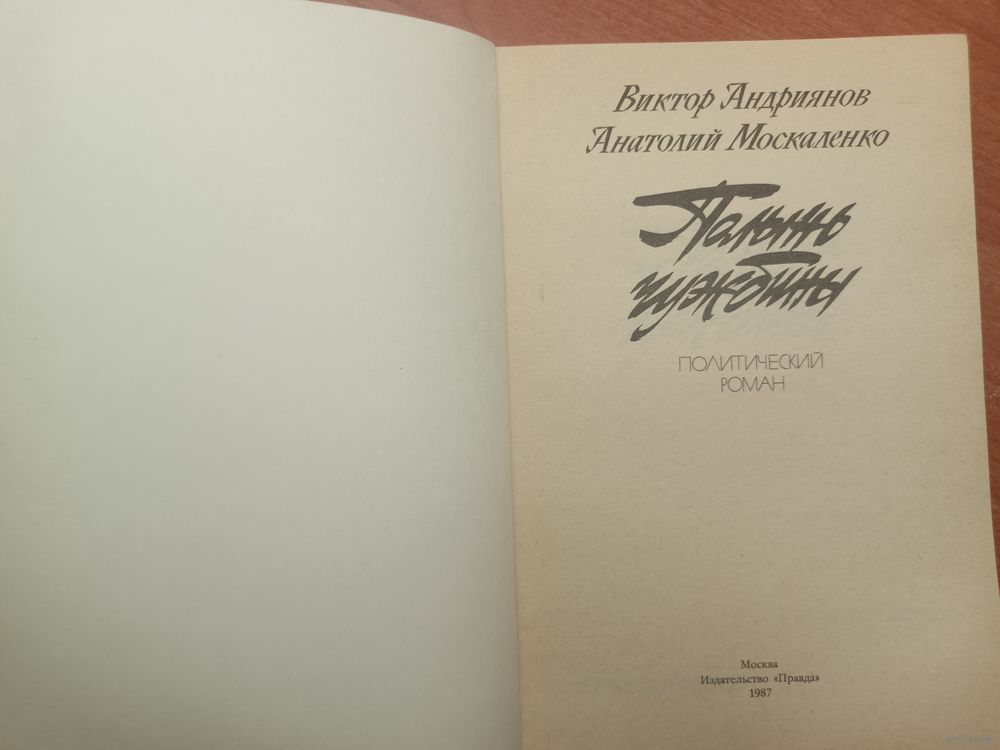 Виктор Андриянов
Анатолий Москаленко
Полынь
чужбины
ПОЛИТИЧЕСКИЙ
РОМАН
Москва
Издательство «Правда»
1987